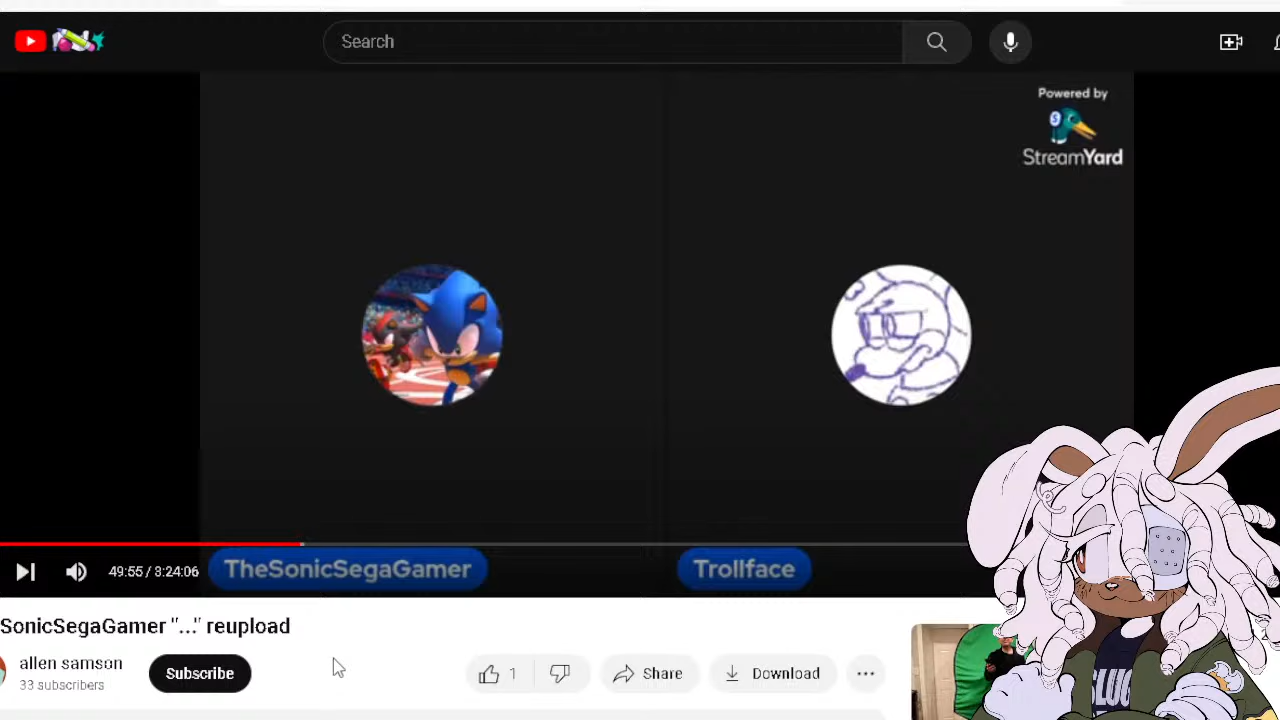 Search
Powered by
StreamYard
49:55 / 3:24:06
TheSonicSegaGamer
Trollface
SonicSegaGamer "..." reupload
allen samson
33 subscribers
Subscribe
1
Share
Download